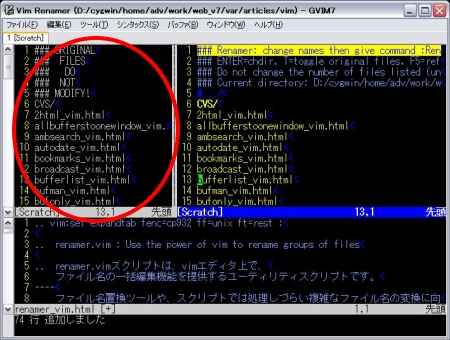 Vim Renamer (D:/cygwin/home/adv/work/web_v7/var/articles/vim) - GVIM7
ファイル(F) 編集(E) ツール(T) シンタックス(S) バッファ(B) ウィンドウ(W) ヘルプ(H)
1 [Scratch]
1 ### ORIGINAL
2 ### FILES
3 ### DO
4 ### NOT
5 ### MODIFY!
6 CVS/
7 2html_vim.html
8 allbufferstoonewindow_vim.
9 ambsearch_vim.html
10 autodate_vim.html
11 bookmarks_vim.html
12 broadcast_vim.html
13 bufferlist_vim.html
14 bufman_vim.html
15 bufonly_vim.html
[Scratch] 13,1 先頭
1 ### Renamer: change names then give command :Ren
2 ### ENTER=chdir, T=toggle original files, F5=ref
3 ### Do not change the number of files listed (un
4 ### Current directory: D:/cygwin/home/adv/work/w
5 # ../
6 CVS/
7 2html_vim.html
8 allbufferstoonewindow_vim.html
9 ambsearch_vim.html
10 autodate_vim.html
11 bookmarks_vim.html
12 broadcast_vim.html
13 bufferlist_vim.html
14 bufman_vim.html
15 bufonly_vim.html
[Scratch] 13,1 先頭
1 .. vim:set expandtab fenc=cp932 ff=unix ft=rest :
2
3 .. renamer.vim : Use the power of vim to rename groups of files
4
5 .. renamer.vimスクリプトは、vimエディタ上で、
6 ファイル名の一括編集機能を提供するユーティリティスクリプトです。
7 ----
8 ファイル名置換ツールや、スクリプトでは処理しづらい複雑なファイル名の変換に向
renamer_vim.html [+] 1,1 先頭
74 行 追加しました